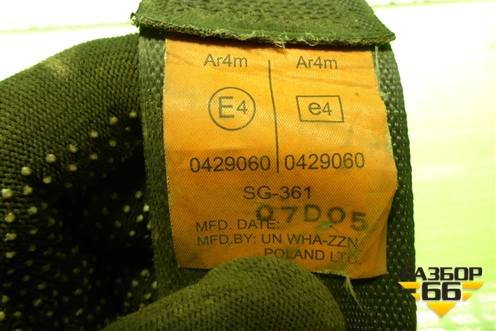 Ar4m Ar4m
E4 e4
0429060 0429060
SG-361
MFD. DATE: 07D05
MFD.BY: UN WHA-ZZN
POLAND LTD.
РАЗБОР
66